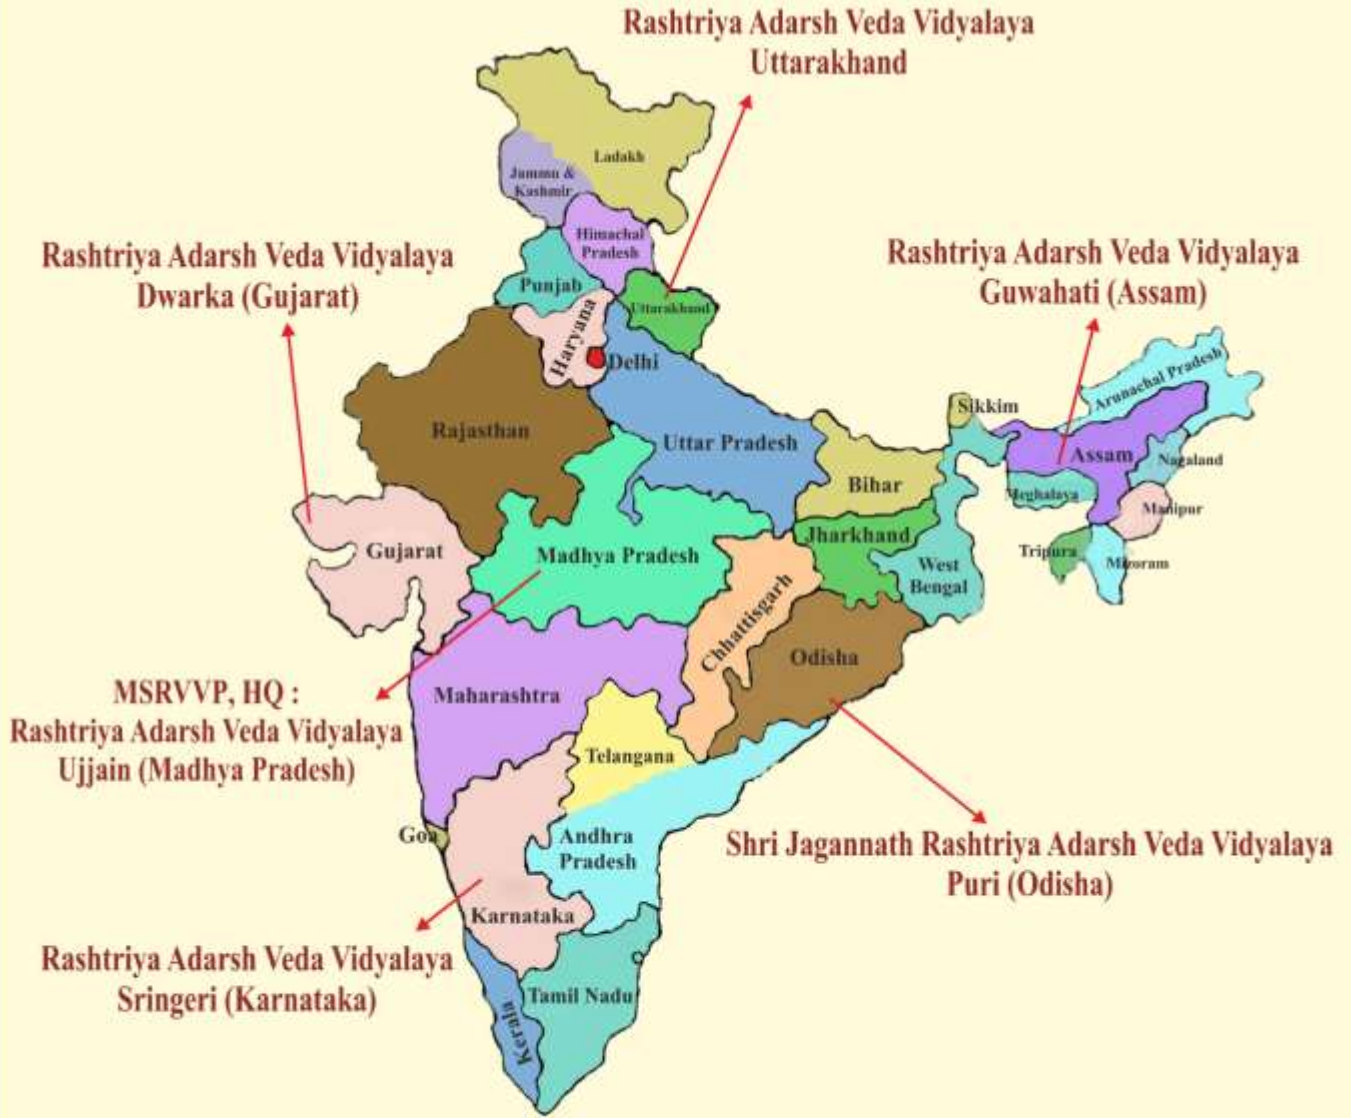 Rashtriya Adarsh Veda Vidyalaya
Uttarakhand
Ladakh
Jammu &
Kashmir
Himachal
Pradesh
Rashtriya Adarsh Veda Vidyalaya
Dwarka (Gujarat)
Rashtriya Adarsh Veda Vidyalaya
Guwahati (Assam)
Punjab
Uttarakhand
Haryana
Delhi
Arunachal Pradesh
Sikkim
Rajasthan
Uttar Pradesh
Assam
Nagaland
Bihar
Meghalaya
Manipur
Jharkhand
Gujarat
Madhya Pradesh
Tripura
Mizoram
West
Bengal
Chhattisgarh
Odisha
MSRVVP, HQ :
Rashtriya Adarsh Veda Vidyalaya
Ujjain (Madhya Pradesh)
Maharashtra
Telangana
Goa
Andhra
Pradesh
Shri Jagannath Rashtriya Adarsh Veda Vidyalaya
Puri (Odisha)
Karnataka
Rashtriya Adarsh Veda Vidyalaya
Sringeri (Karnataka)
Tamil Nadu
Kerala